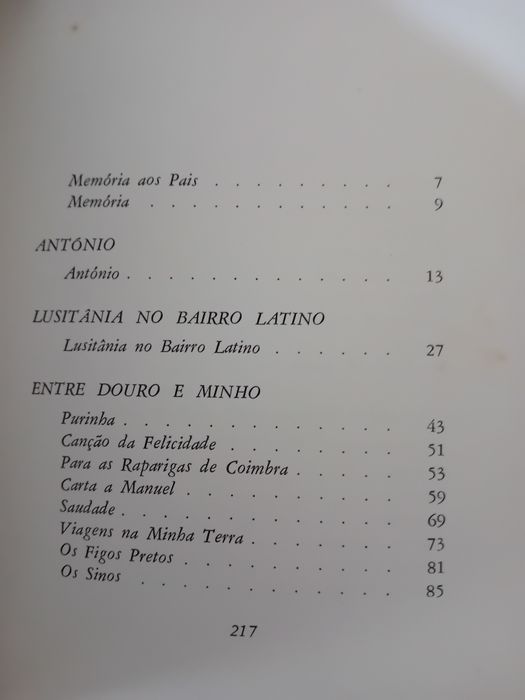 Memória aos Pais . . . . . . . . . 7
Memória . . . . . . . . . . . . 9
ANTÓNIO
António . . . . . . . . . . . . . 13
LUSITÂNIA NO BAIRRO LATINO
Lusitânia no Bairro Latino . . . . . . 27
ENTRE DOURO E MINHO
Purinha . . . . . . . . . . . . . 43
Canção da Felicidade . . . . . . . . 51
Para as Raparigas de Coimbra . . . . . 53
Carta a Manuel . . . . . . . . . . 59
Saudade . . . . . . . . . . . . . 69
Viagens na Minha Terra . . . . . . . 73
Os Figos Pretos . . . . . . . . . . 81
Os Sinos . . . . . . . . . . . . 85
217